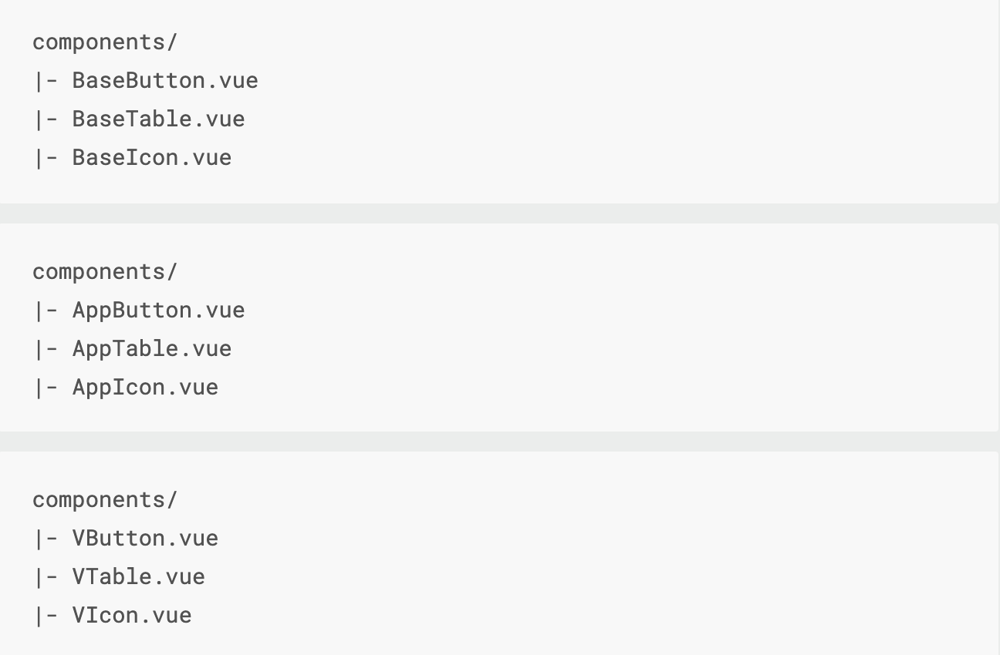 components/
|- BaseButton.vue
|- BaseTable.vue
|- BaseIcon.vue
components/
|- AppButton.vue
|- AppTable.vue
|- AppIcon.vue
components/
|- VButton.vue
|- VTable.vue
|- VIcon.vue